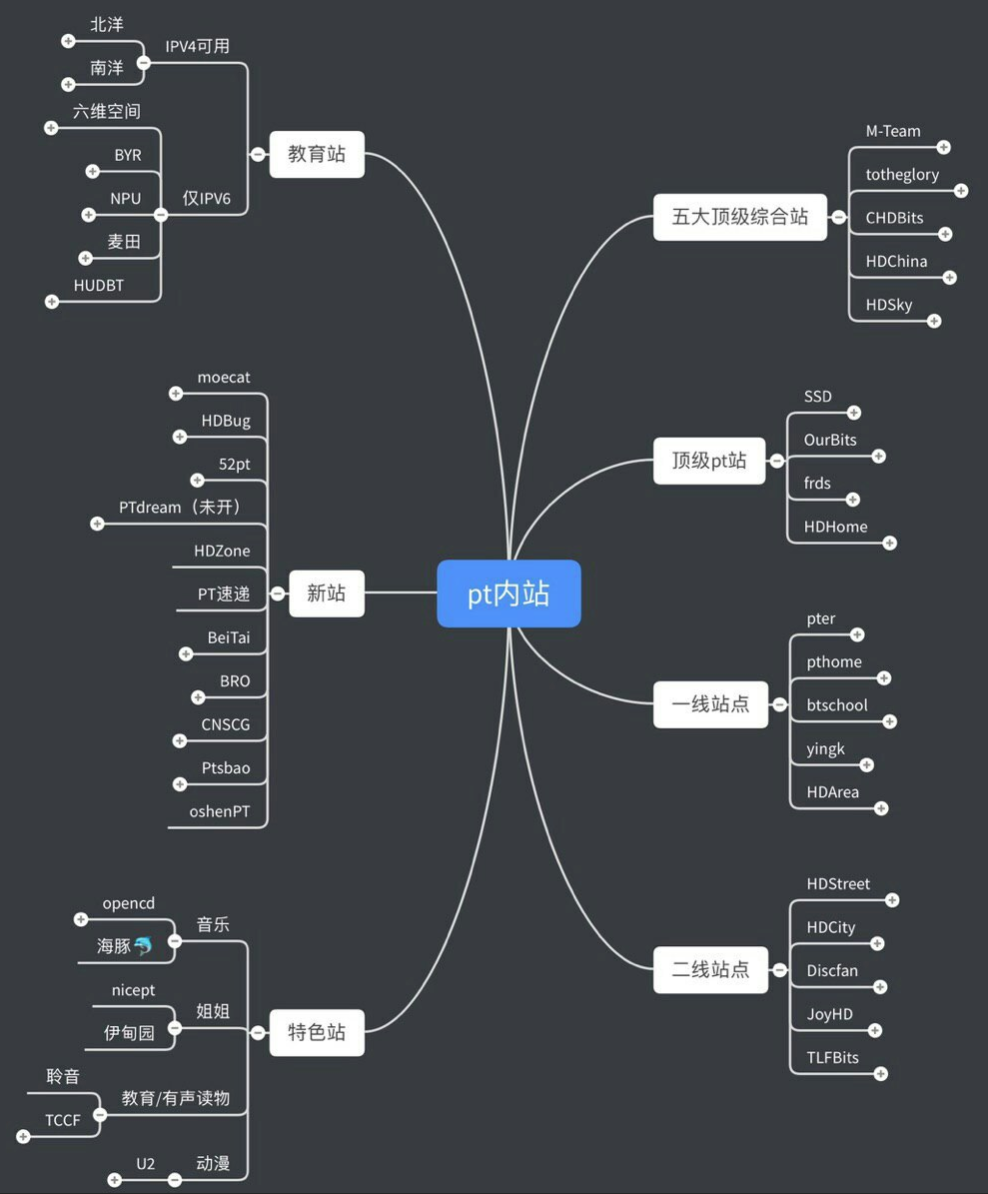 pt内站
教育站
IPV4可用
北洋
南洋
仅IPV6
六维空间
BYR
NPU
麦田
HUDBT
新站
moecat
HDBug
52pt
PTdream（未开）
HDZone
PT速递
BeiTai
BRO
CNSCG
Ptsbao
oshenPT
特色站
音乐
opencd
海豚🐬
姐姐
nicept
伊甸园
教育/有声读物
聆音
TCCF
动漫
U2
五大顶级综合站
M-Team
totheglory
CHDBits
HDChina
HDSky
顶级pt站
SSD
OurBits
frds
HDHome
一线站点
pter
pthome
btschool
yingk
HDArea
二线站点
HDStreet
HDCity
Discfan
JoyHD
TLFBits